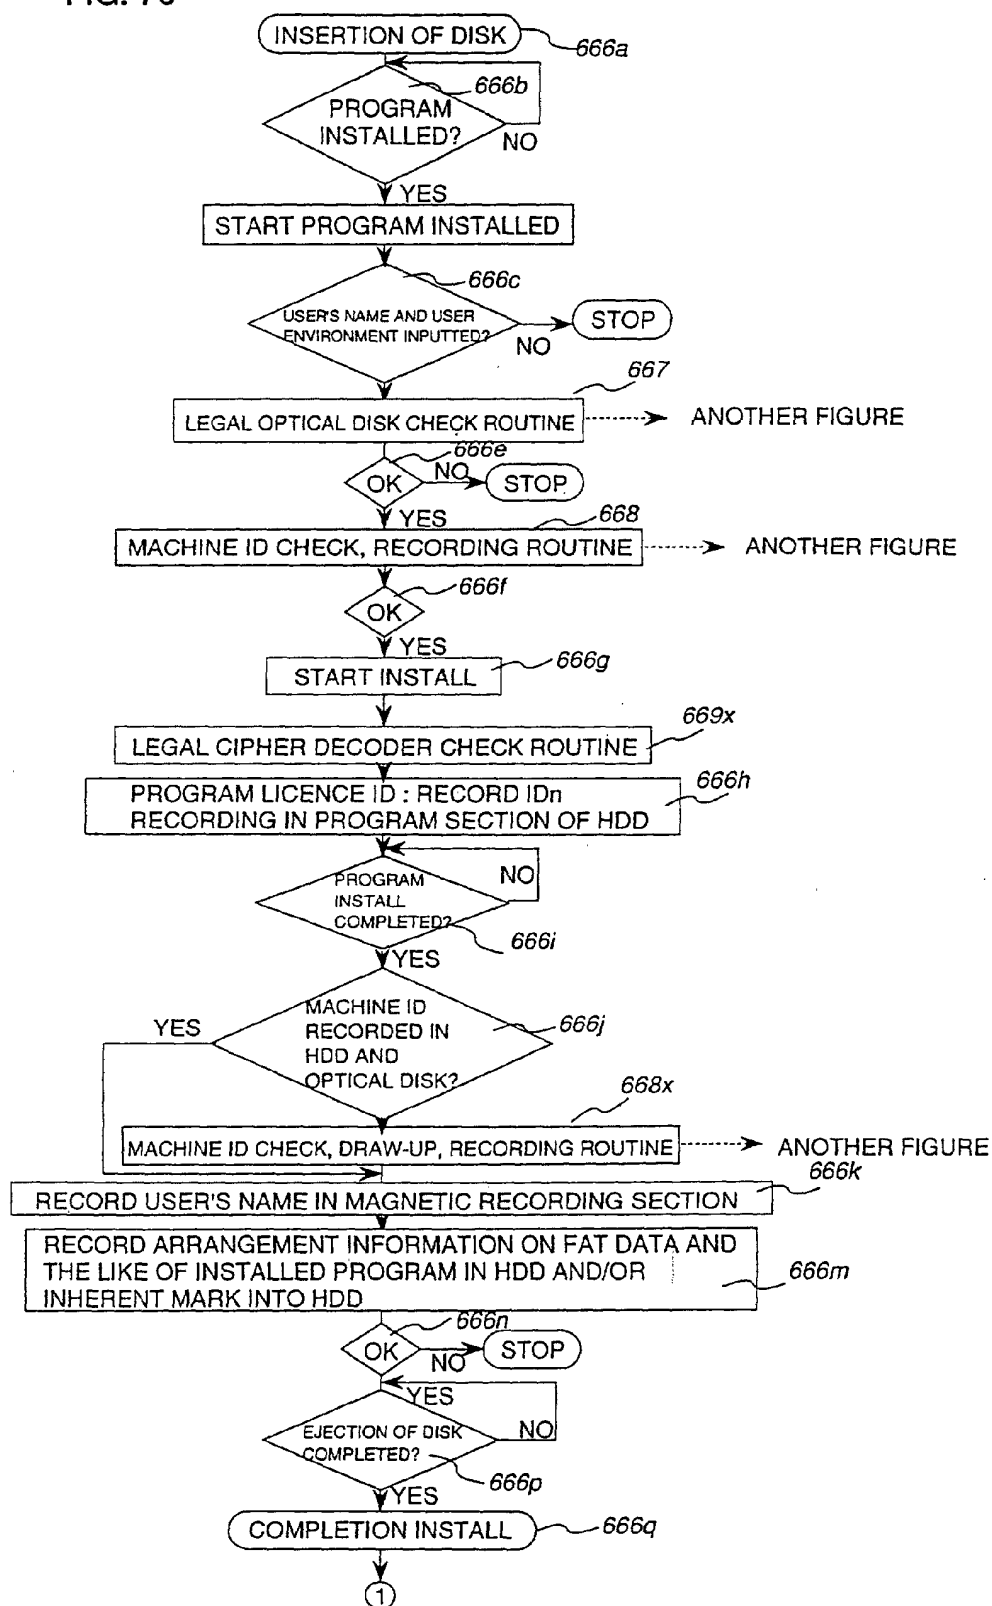 INSERTION OF DISK
666a
666b
PROGRAM
INSTALLED?
NO
YES
START PROGRAM INSTALLED
666c
USER'S NAME AND USER
ENVIRONMENT INPUTTED?
STOP
NO
667
LEGAL OPTICAL DISK CHECK ROUTINE
ANOTHER FIGURE
666e
OK
NO
STOP
YES
668
MACHINE ID CHECK, RECORDING ROUTINE
ANOTHER FIGURE
666f
OK
YES
START INSTALL
666g
669x
LEGAL CIPHER DECODER CHECK ROUTINE
666h
PROGRAM LICENCE ID : RECORD IDn
RECORDING IN PROGRAM SECTION OF HDD
NO
PROGRAM
INSTALL
COMPLETED?
666i
YES
MACHINE ID
RECORDED IN
HDD AND
OPTICAL DISK?
YES
666j
668x
MACHINE ID CHECK, DRAW-UP, RECORDING ROUTINE
ANOTHER FIGURE
666k
RECORD USER'S NAME IN MAGNETIC RECORDING SECTION
RECORD ARRANGEMENT INFORMATION ON FAT DATA AND
THE LIKE OF INSTALLED PROGRAM IN HDD AND/OR
INHERENT MARK INTO HDD
666m
666n
OK
NO
STOP
YES
EJECTION OF DISK
COMPLETED?
NO
666p
YES
COMPLETION INSTALL
666q
1